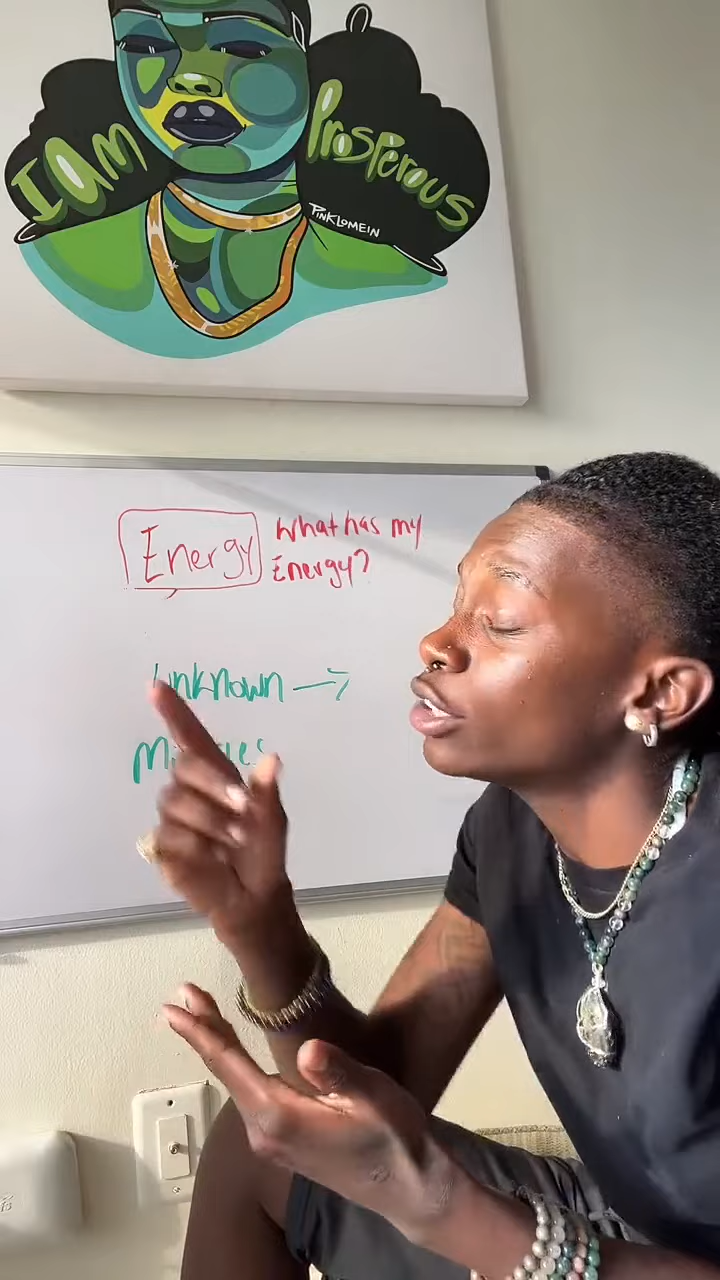 I am
Prosperous
PINKLOMEIN
Energy
What has my
Energy?
unknown